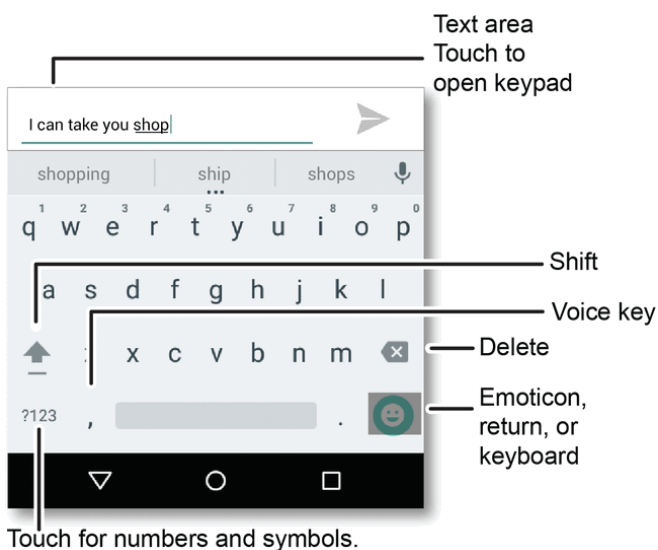 Text area
Touch to
open keypad
I can take you shop
shopping ship shops
1 2 3 4 5 6 7 8 9 0
q w e r t y u i o p
a s d f g h j k l
Shift
Voice key
x c v b n m
Delete
?123 , .
Emoticon,
return, or
keyboard
Touch for numbers and symbols.